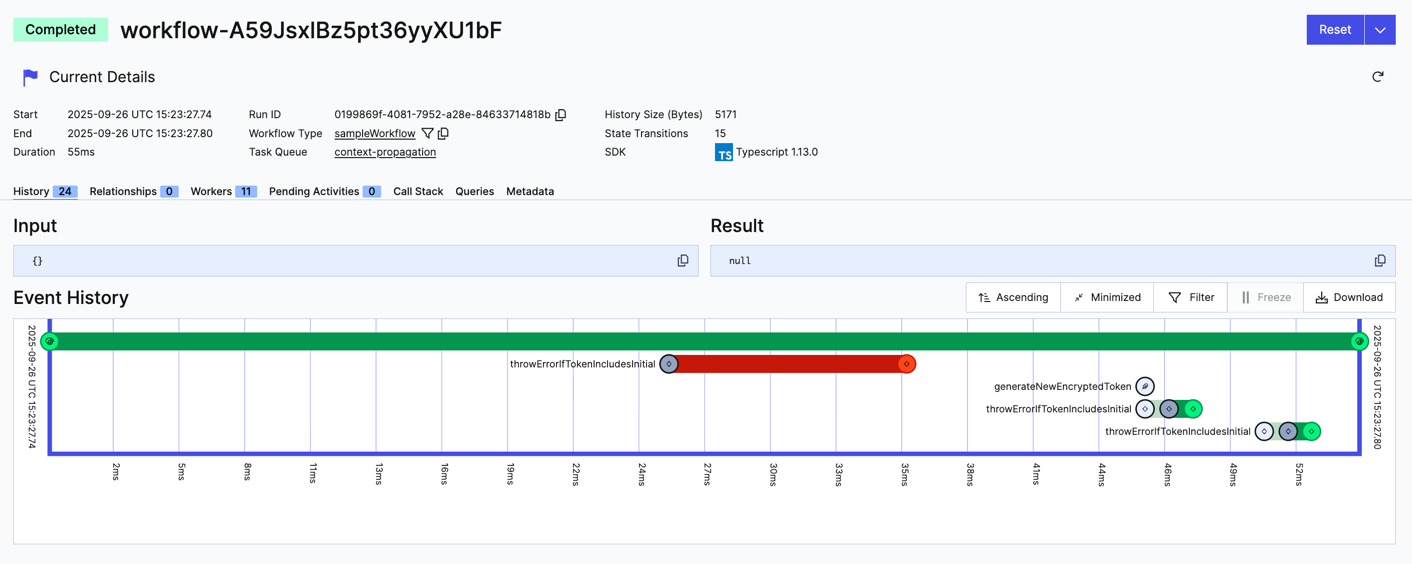 Completed workflow-A59JsxlBz5pt36yyXU1bF Reset
Current Details
Start 2025-09-26 UTC 15:23:27.74 Run ID 0199869f-4081-7952-a28e-84633714818b History Size (Bytes) 5171
End 2025-09-26 UTC 15:23:27.80 Workflow Type sampleWorkflow State Transitions 15
Duration 55ms Task Queue context-propagation SDK TS Typescript 1.13.0
History 24 Relationships 0 Workers 11 Pending Activities 0 Call Stack Queries Metadata
Input Result
{} null
Event History Ascending Minimized Filter Freeze Download
2025-09-26 UTC 15:23:27.74
2025-09-26 UTC 15:23:27.80
throwErrorIfTokenIncludesInitial
generateNewEncryptedToken
throwErrorIfTokenIncludesInitial
throwErrorIfTokenIncludesInitial
2ms 5ms 8ms 11ms 13ms 16ms 19ms 22ms 24ms 27ms 30ms 33ms 35ms 38ms 41ms 44ms 46ms 49ms 52ms